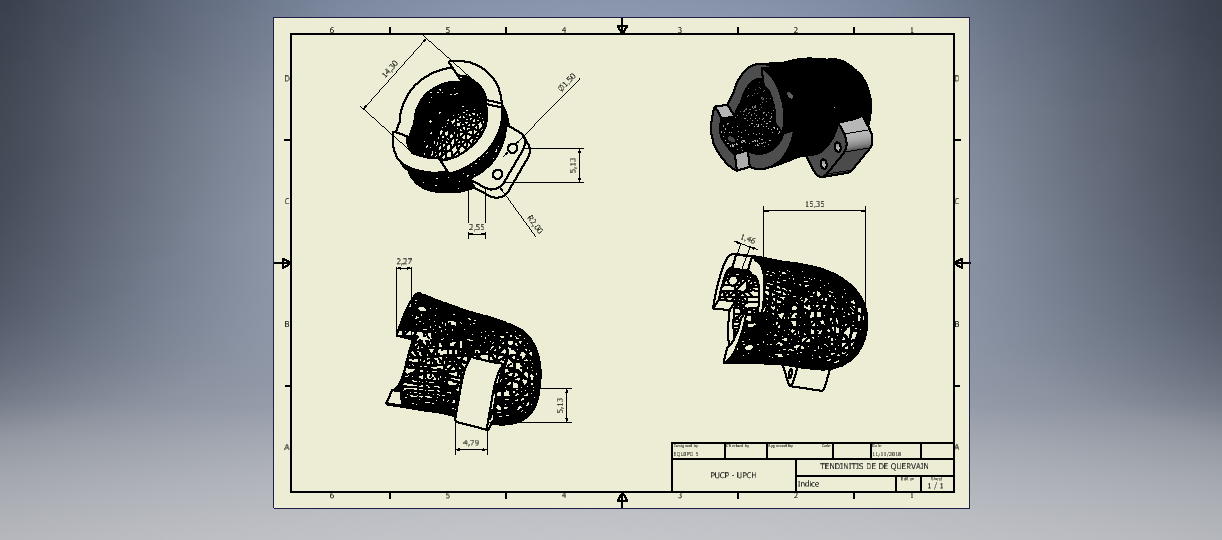 6 5 4 3 2 1
D D
14,30
Ø1,50
5,13
C C
2,55
R2,00
15,35
1,46
2,27
B B
5,13
4,79
A A
Designed by Checked by Approved by Date Date
EQUIPO 5 11/11/2018
PUCP - UPCH
TENDINITIS DE DE QUERVAIN
Indice
Edition Sheet
1 / 1
6 5 4 3 2 1